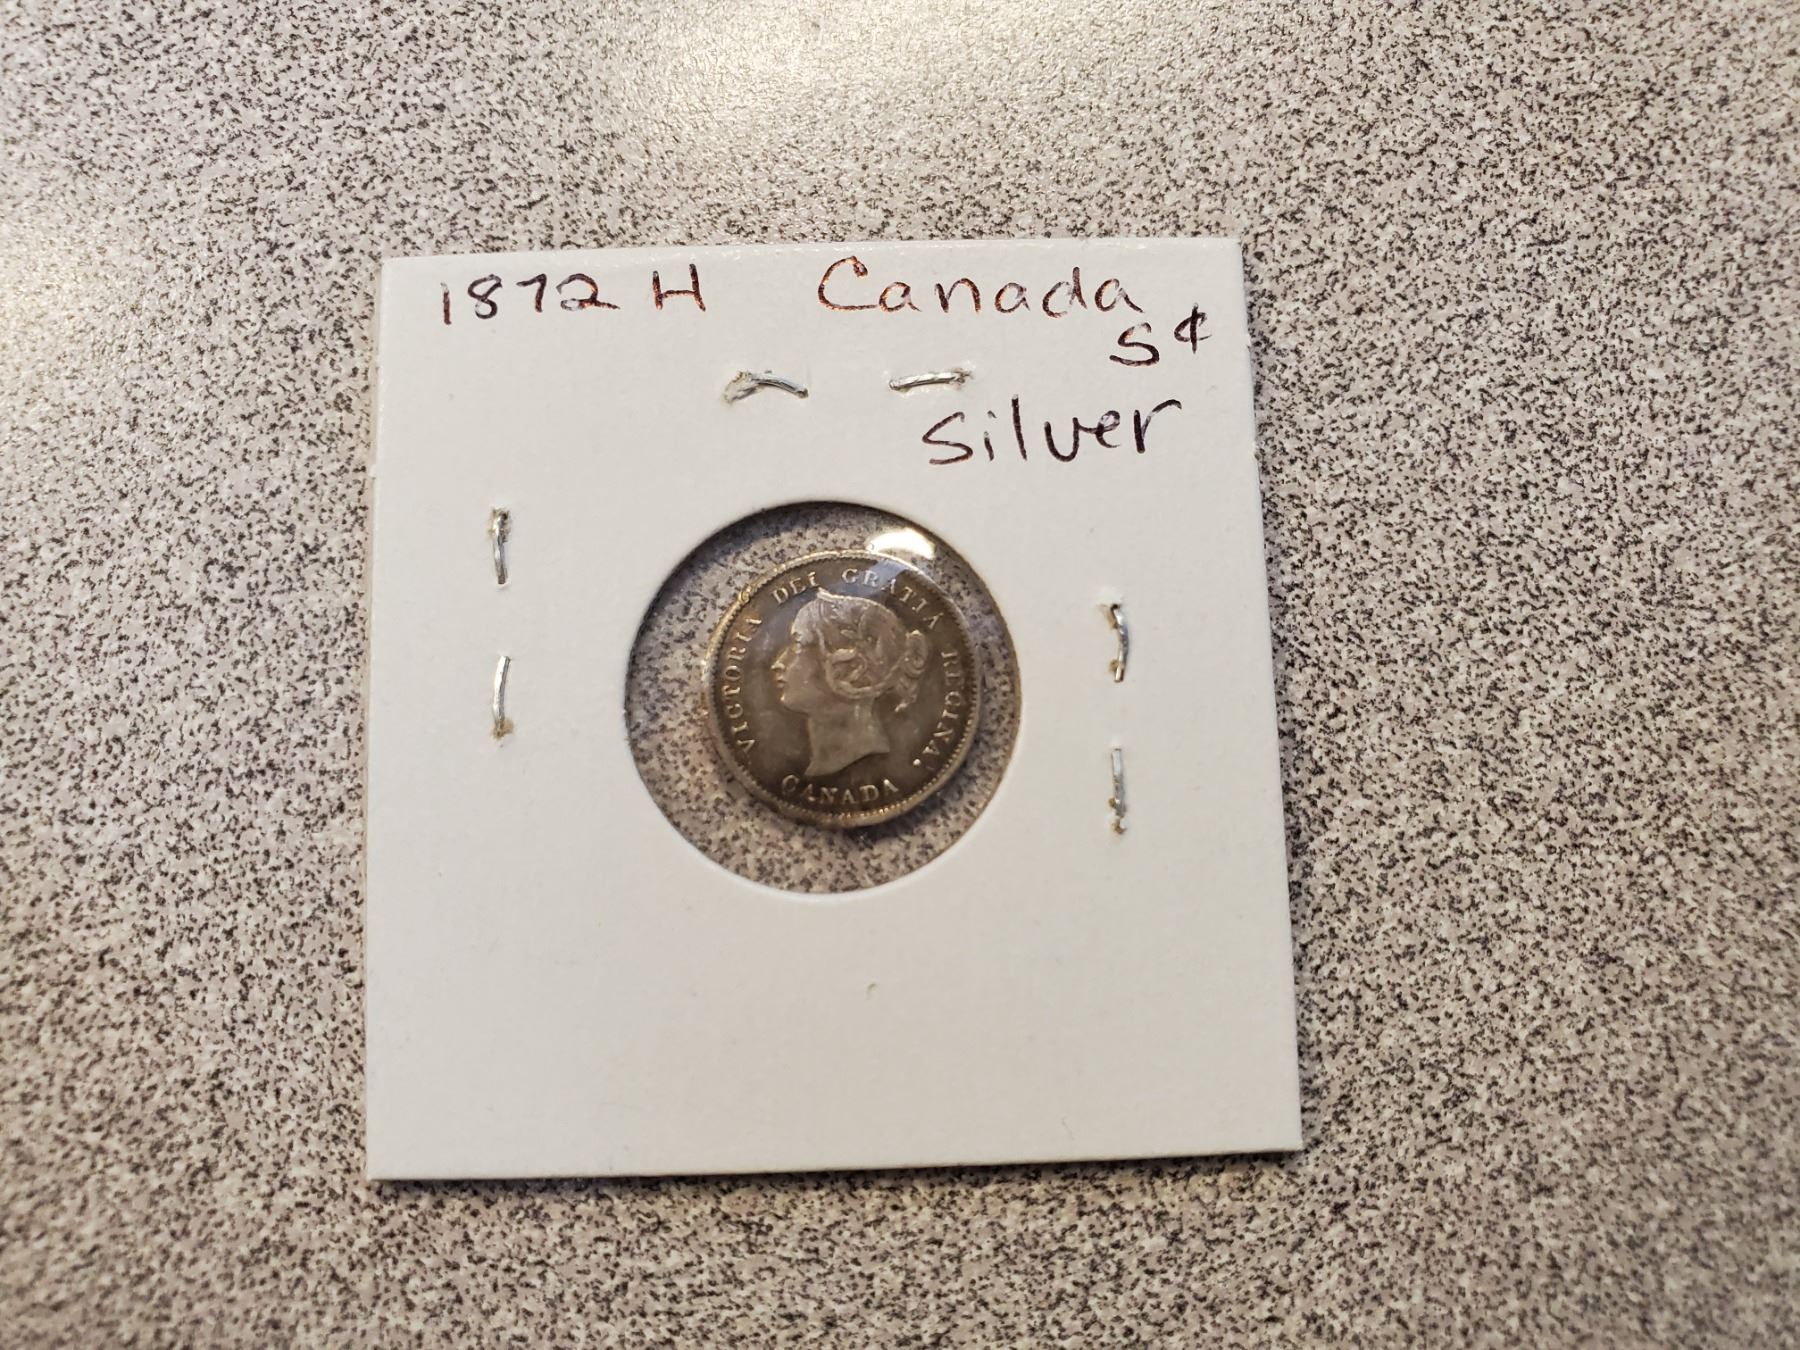 1872 H Canada
5¢
Silver
VICTORIA DEI GRATIA REGINA.
CANADA